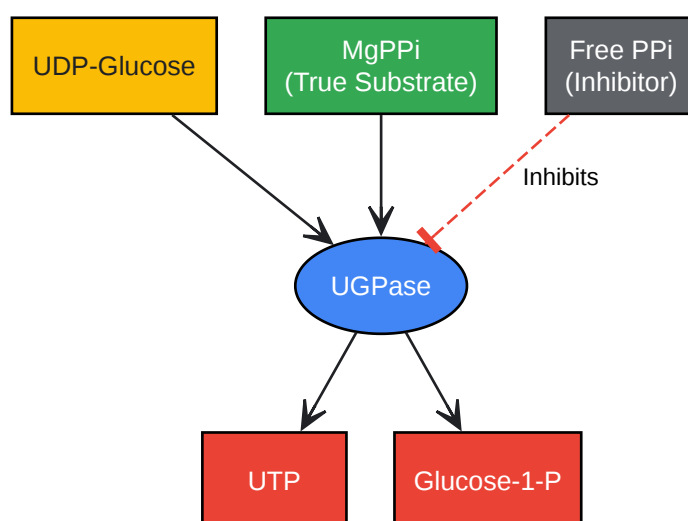 UDP-Glucose
MgPPi
(True Substrate)
Free PPi
(Inhibitor)
Inhibits
UGPase
UTP
Glucose-1-P